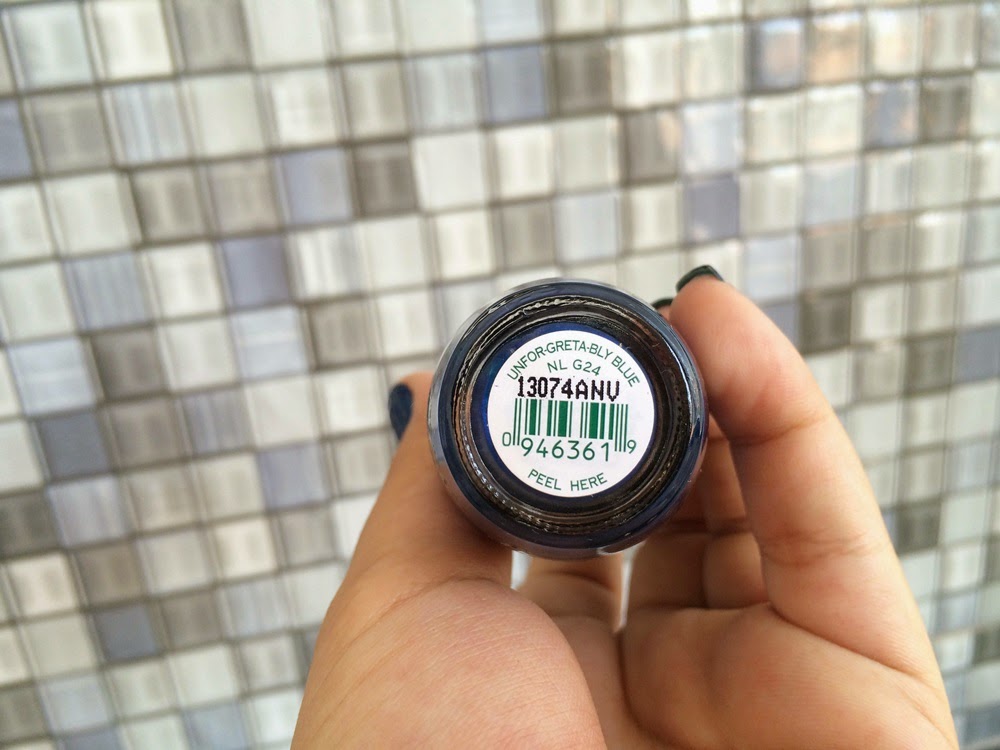 UNFOR-GRETA-BLY BLUE
NL G24
13074ANV
0 946361 9
PEEL HERE